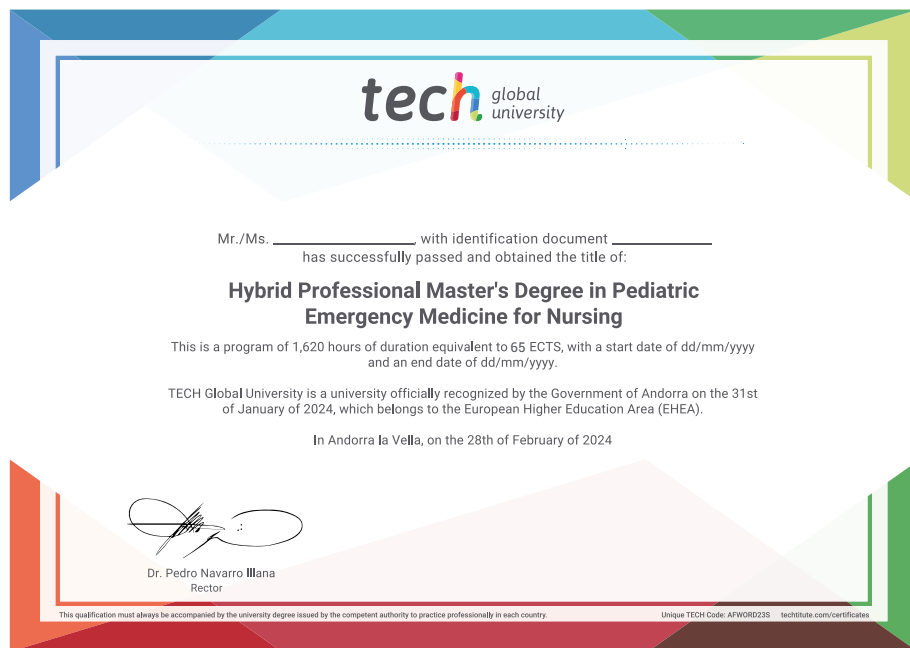 tech global university
Mr./Ms. ________________, with identification document ____________
has successfully passed and obtained the title of:
Hybrid Professional Master's Degree in Pediatric
Emergency Medicine for Nursing
This is a program of 1,620 hours of duration equivalent to 65 ECTS, with a start date of dd/mm/yyyy
and an end date of dd/mm/yyyy.
TECH Global University is a university officially recognized by the Government of Andorra on the 31st
of January of 2024, which belongs to the European Higher Education Area (EHEA).
In Andorra la Vella, on the 28th of February of 2024
Dr. Pedro Navarro Illana
Rector
This qualification must always be accompanied by the university degree issued by the competent authority to practice professionally in each country.
Unique TECH Code: AFWORD23S techtitute.com/certificates